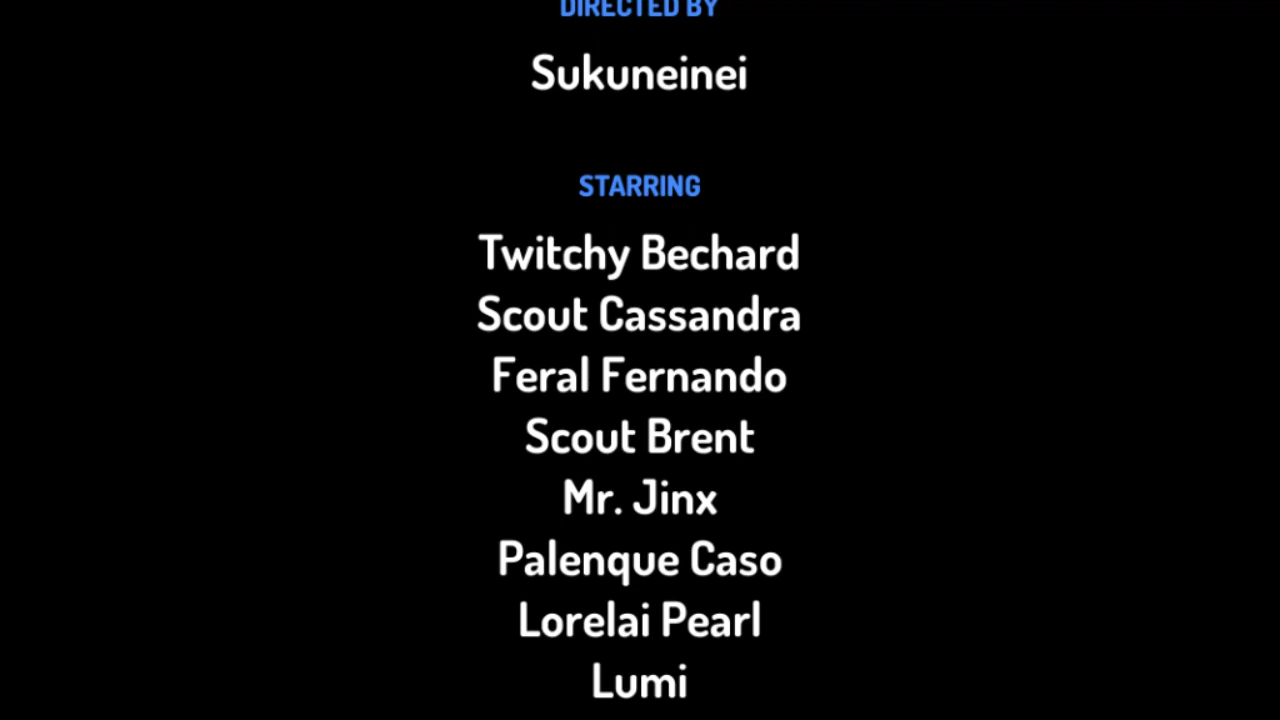 DIRECTED BY
Sukuneinei
STARRING
Twitchy Bechard
Scout Cassandra
Feral Fernando
Scout Brent
Mr. Jinx
Palenque Caso
Lorelai Pearl
Lumi